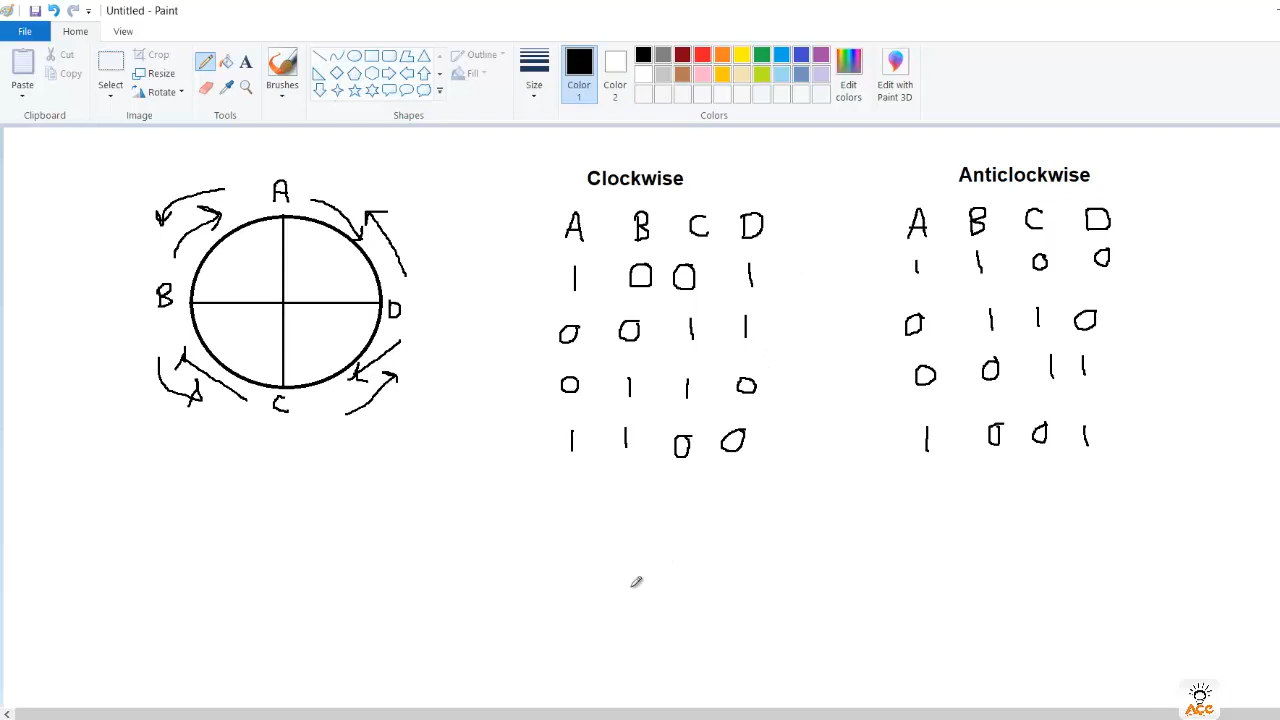 Untitled - Paint
File Home View
Paste
Cut
Copy
Clipboard
Select
Crop
Resize
Rotate
Image
A
Tools
Brushes
Shapes
Outline
Fill
Size
Color 1
Color 2
Colors
Edit colors
Edit with Paint 3D
A
B
D
C
Clockwise
A B C D
1 0 0 1
0 0 1 1
0 1 1 0
1 1 0 0
Anticlockwise
A B C D
1 1 0 0
0 1 1 0
0 0 1 1
1 0 0 1
ACC